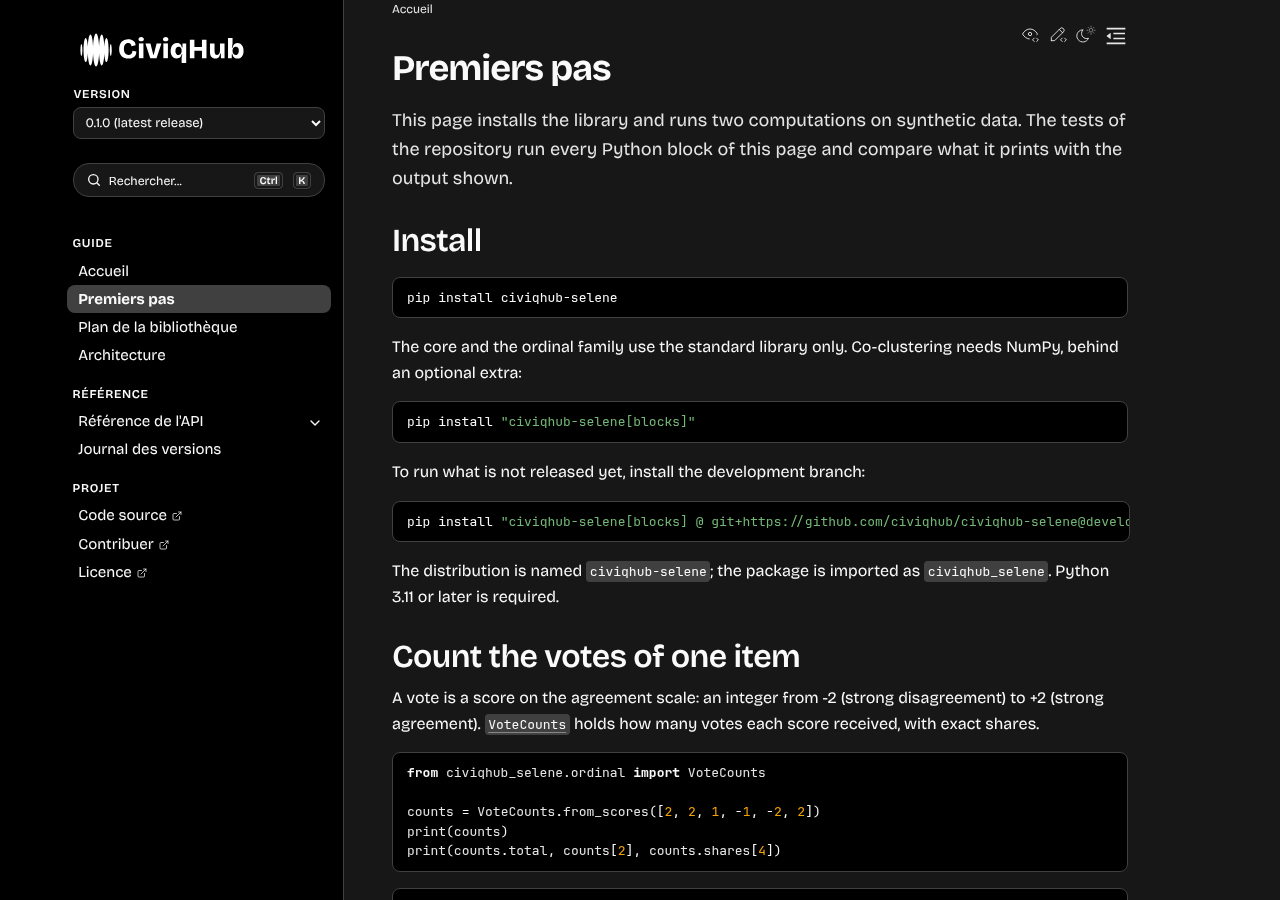 CiviqHub
VERSION
0.1.0 (latest release)
Rechercher...
Ctrl K
GUIDE
Accueil
Premiers pas
Plan de la bibliothèque
Architecture
RÉFÉRENCE
Référence de l'API
Journal des versions
PROJET
Code source
Contribuer
Licence
Accueil
Premiers pas
This page installs the library and runs two computations on synthetic data. The tests of
the repository run every Python block of this page and compare what it prints with the
output shown.
Install
pip install civiqhub-selene
The core and the ordinal family use the standard library only. Co-clustering needs NumPy, behind
an optional extra:
pip install "civiqhub-selene[blocks]"
To run what is not released yet, install the development branch:
pip install "civiqhub-selene[blocks] @ git+https://github.com/civiqhub/civiqhub-selene@develo
The distribution is named civiqhub-selene; the package is imported as civiqhub_selene. Python
3.11 or later is required.
Count the votes of one item
A vote is a score on the agreement scale: an integer from -2 (strong disagreement) to +2 (strong
agreement). VoteCounts holds how many votes each score received, with exact shares.
from civiqhub_selene.ordinal import VoteCounts
counts = VoteCounts.from_scores([2, 2, 1, -1, -2, 2])
print(counts)
print(counts.total, counts[2], counts.shares[4])